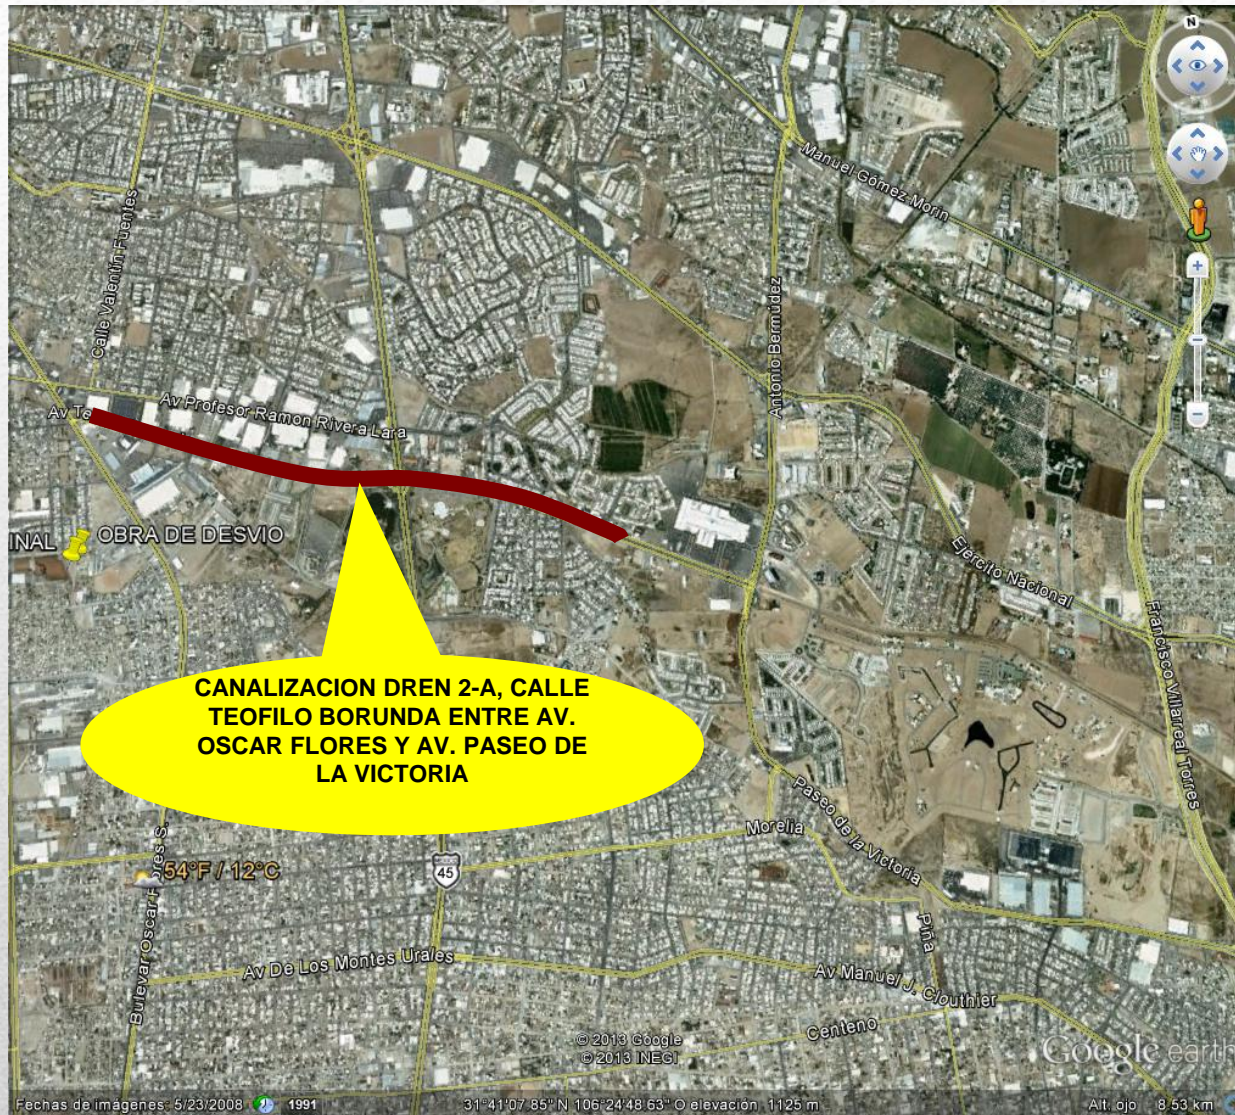 N
Manuel Gómez Morin
Calle Valentin Fuentes
Antonio Bermúdez
Av Profesor Ramon Rivera Lara
Av Te
INAL
OBRA DE DESVIO
Ejercito Nacional
Francisco Villarreal Torres
CANALIZACION DREN 2-A, CALLE
TEOFILO BORUNDA ENTRE AV.
OSCAR FLORES Y AV. PASEO DE
LA VICTORIA
Paseo de la Victoria
Morelia
54°F / 12°C
45
Bulevar Oscar Flores S.
Piña
Av De Los Montes Urales
Av Manuel J. Clouthier
Centeno
© 2013 Google
© 2013 INEGI
Google earth
Fechas de imágenes: 5/23/2008 1991 31°41'07.85" N 106°24'48.63" O elevación 1125 m Alt. ojo 8.53 km